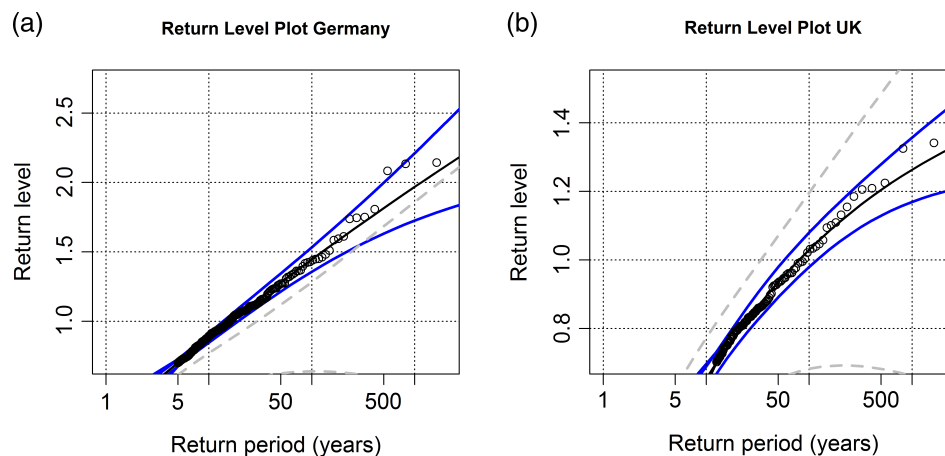 (a)
Return Level Plot Germany
Return level
2.5
2.0
1.5
1.0
1 5 50 500
Return period (years)
(b)
Return Level Plot UK
Return level
1.4
1.2
1.0
0.8
1 5 50 500
Return period (years)